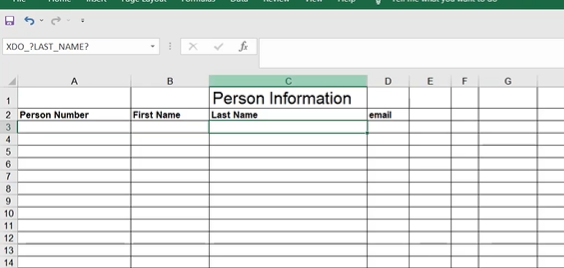 File Home Insert Page Layout Formulas Data Review View Help Tell me what you want to do
XDO_?LAST_NAME? fx
A B C D E F G
1 Person Information
2 Person Number First Name Last Name email
3
4
5
6
7
8
9
10
11
12
13
14